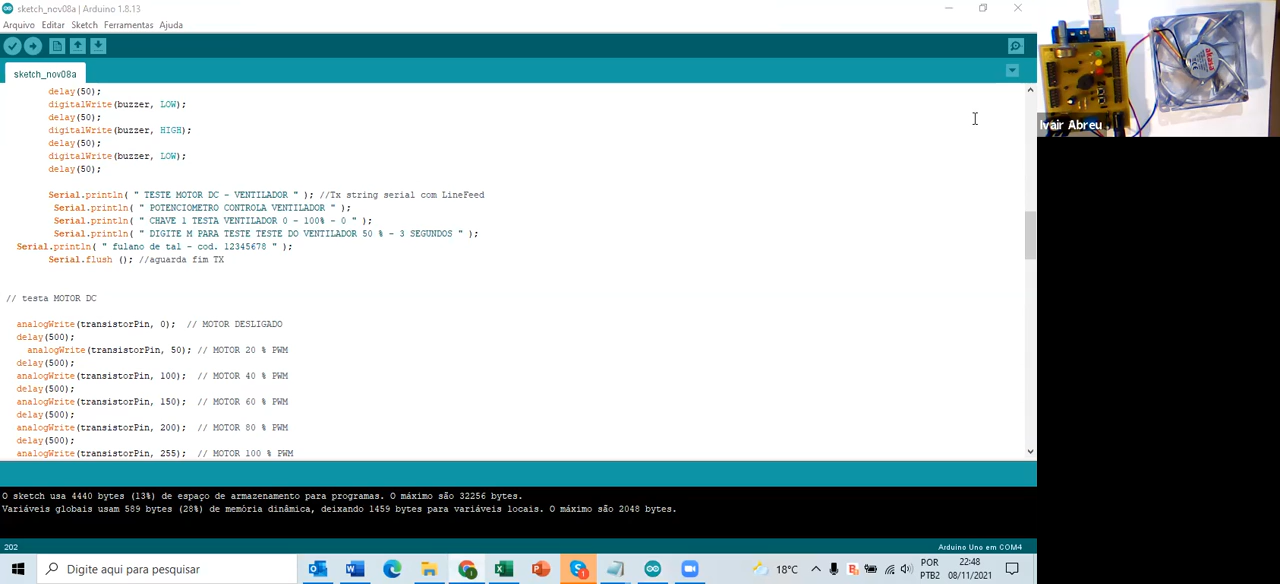 sketch_nov08a | Arduino 1.8.13
Arquivo Editar Sketch Ferramentas Ajuda
sketch_nov08a
delay(50);
digitalWrite(buzzer, LOW);
delay(50);
digitalWrite(buzzer, HIGH);
delay(50);
digitalWrite(buzzer, LOW);
delay(50);
Serial.println( " TESTE MOTOR DC - VENTILADOR " ); //Tx string serial com LineFeed
Serial.println( " POTENCIOMETRO CONTROLA VENTILADOR " );
Serial.println( " CHAVE 1 TESTA VENTILADOR 0 - 100% - 0 " );
Serial.println( " DIGITE M PARA TESTE TESTE DO VENTILADOR 50 % - 3 SEGUNDOS " );
Serial.println( " fulano de tal - cod. 12345678 " );
Serial.flush (); //aguarda fim TX
// testa MOTOR DC
analogWrite(transistorPin, 0); // MOTOR DESLIGADO
delay(500);
analogWrite(transistorPin, 50); // MOTOR 20 % PWM
delay(500);
analogWrite(transistorPin, 100); // MOTOR 40 % PWM
delay(500);
analogWrite(transistorPin, 150); // MOTOR 60 % PWM
delay(500);
analogWrite(transistorPin, 200); // MOTOR 80 % PWM
delay(500);
analogWrite(transistorPin, 255); // MOTOR 100 % PWM
O sketch usa 4440 bytes (13%) de espaço de armazenamento para programas. O máximo são 32256 bytes.
Variáveis globais usam 589 bytes (28%) de memória dinâmica, deixando 1459 bytes para variáveis locais. O máximo são 2048 bytes.
202
Arduino Uno em COM4
Digite aqui para pesquisar
18°C
POR
PTB2
22:48
08/11/2021
Ivair Abreu .
akasa